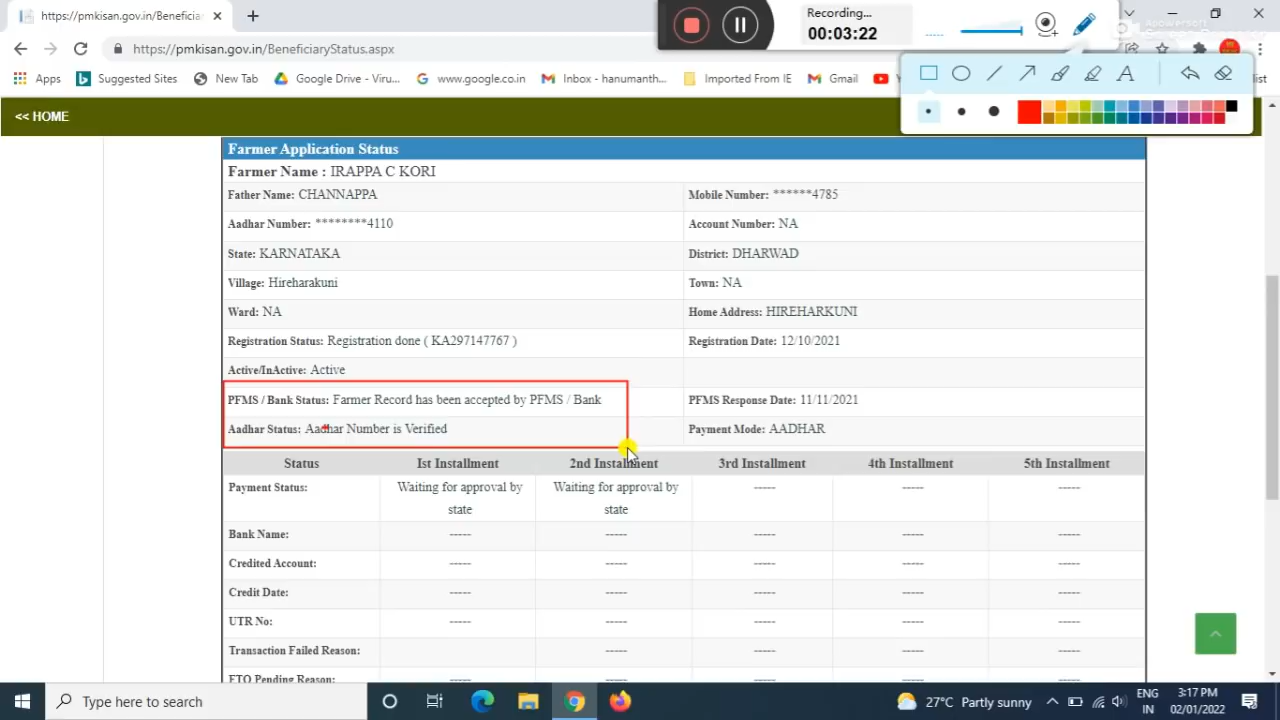 https://pmkisan.gov.in/Beneficiar
Recording...
00:03:22
https://pmkisan.gov.in/BeneficiaryStatus.aspx
Apps Suggested Sites New Tab Google Drive - Viru... www.google.co.in Inbox - hanumanth... Imported From IE Gmail
<< HOME
Farmer Application Status
Farmer Name : IRAPPA C KORI
Father Name: CHANNAPPA Mobile Number: ******4785
Aadhar Number: ********4110 Account Number: NA
State: KARNATAKA District: DHARWAD
Village: Hireharakuni Town: NA
Ward: NA Home Address: HIREHARKUNI
Registration Status: Registration done ( KA297147767 ) Registration Date: 12/10/2021
Active/InActive: Active
PFMS / Bank Status: Farmer Record has been accepted by PFMS / Bank PFMS Response Date: 11/11/2021
Aadhar Status: Aadhar Number is Verified Payment Mode: AADHAR
Status Ist Installment 2nd Installment 3rd Installment 4th Installment 5th Installment
Payment Status: Waiting for approval by state Waiting for approval by state ----- ----- -----
Bank Name: ----- ----- ----- ----- -----
Credited Account: ----- ----- ----- ----- -----
Credit Date: ----- ----- ----- ----- -----
UTR No: ----- ----- ----- ----- -----
Transaction Failed Reason: ----- ----- ----- -----
FTO Pending Reason: ----- ----- ----- -----
Type here to search
27°C Partly sunny
ENG
IN
3:17 PM
02/01/2022